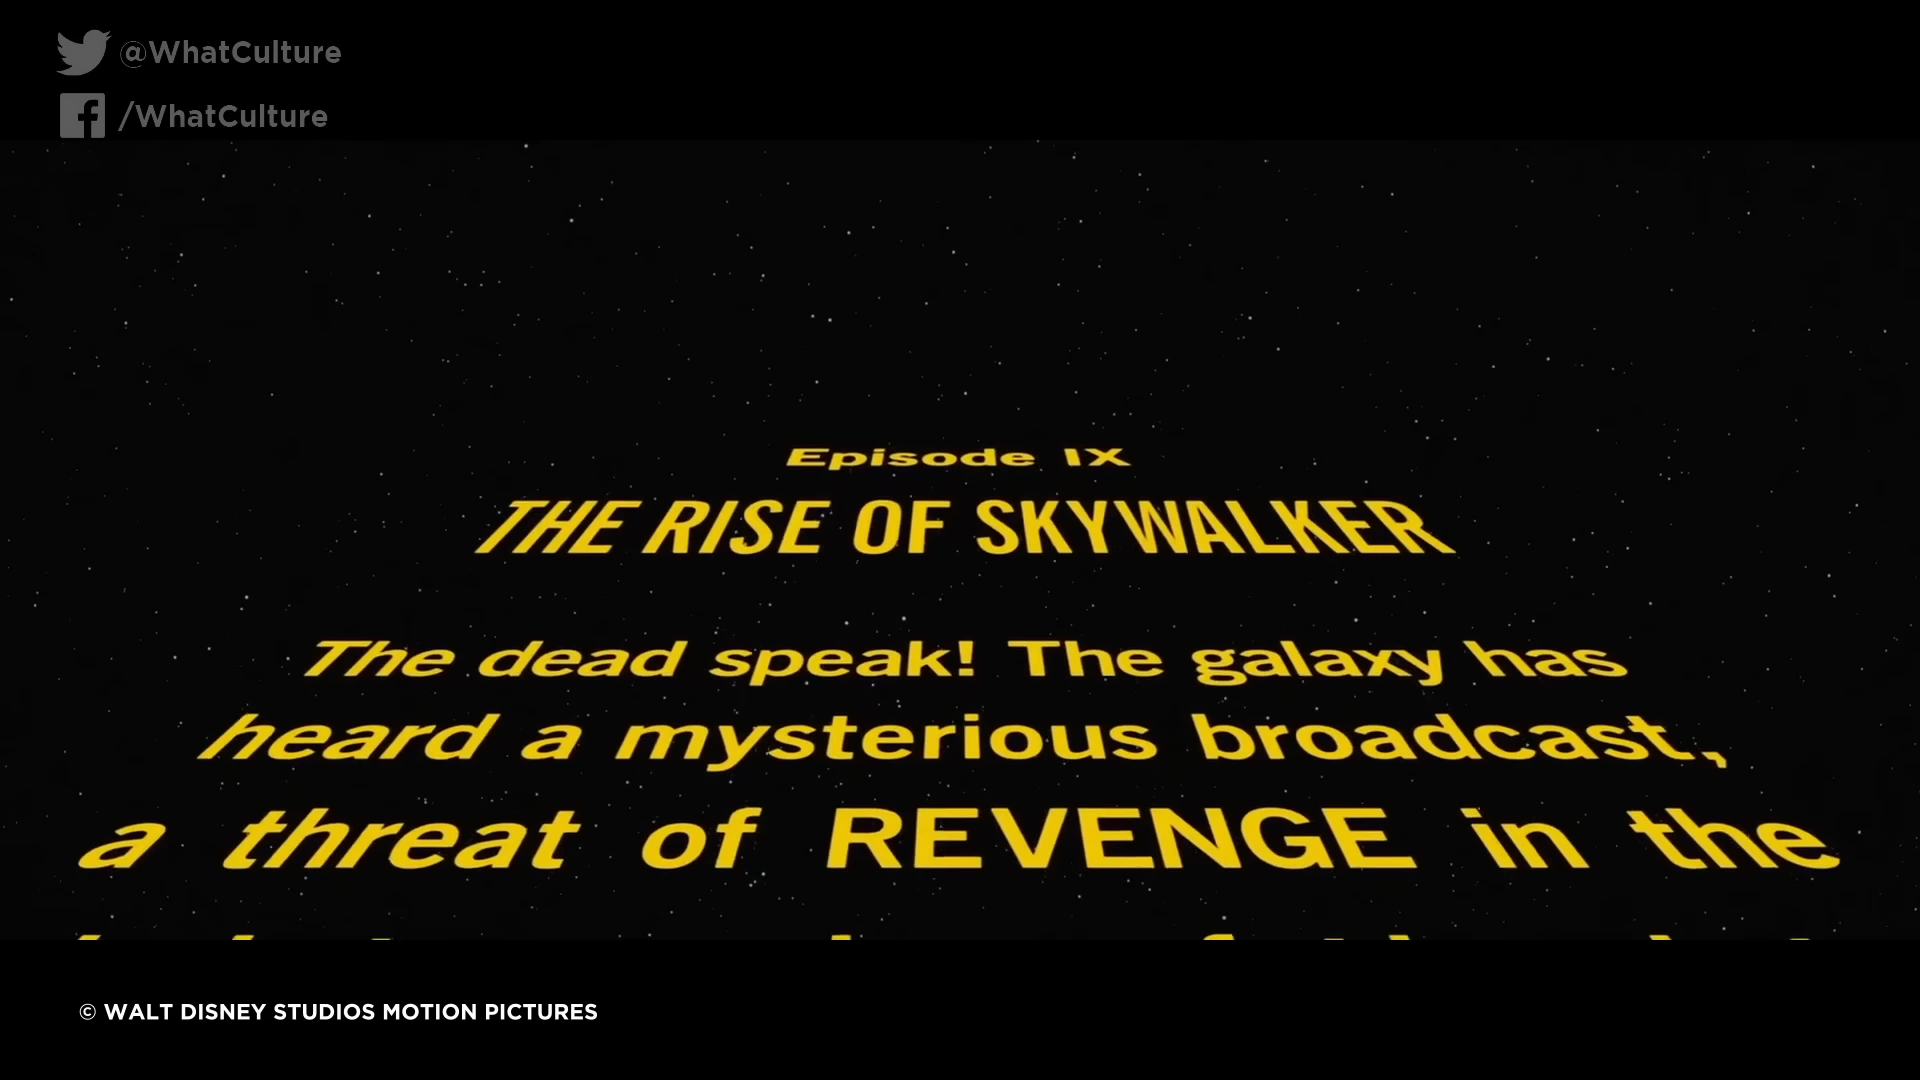 @WhatCulture
/WhatCulture
Episode IX
THE RISE OF SKYWALKER
The dead speak! The galaxy has
heard a mysterious broadcast,
a threat of REVENGE in the
© WALT DISNEY STUDIOS MOTION PICTURES